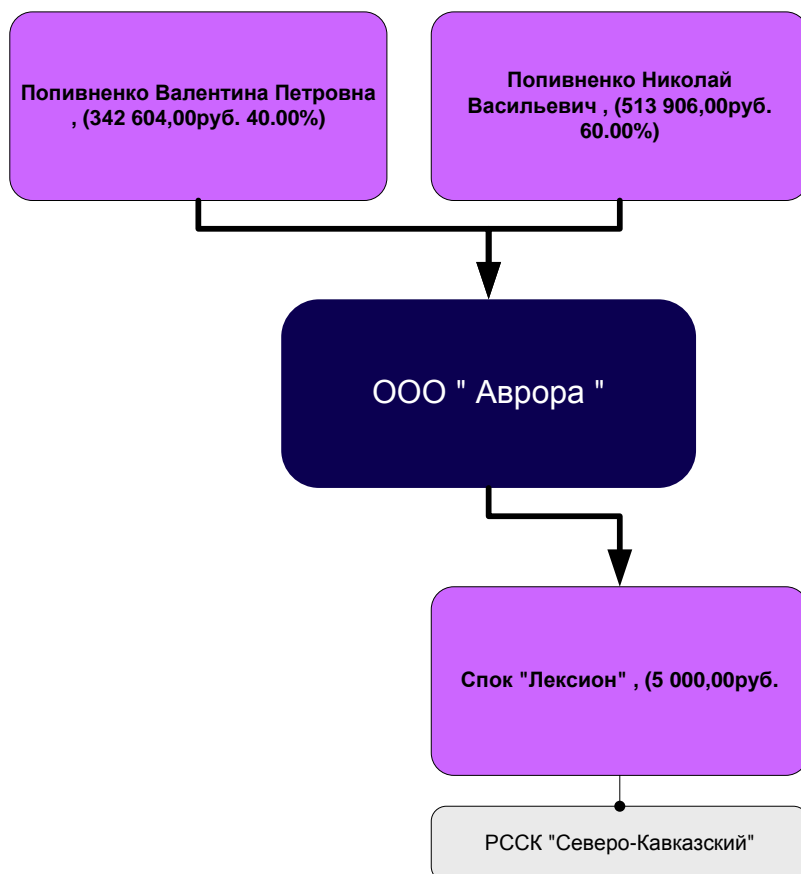 Попивненко Валентина Петровна
, (342 604,00руб. 40.00%)
Попивненко Николай
Васильевич , (513 906,00руб.
60.00%)
ООО " Аврора "
Спок "Лексион" , (5 000,00руб.
РССК "Северо-Кавказский"